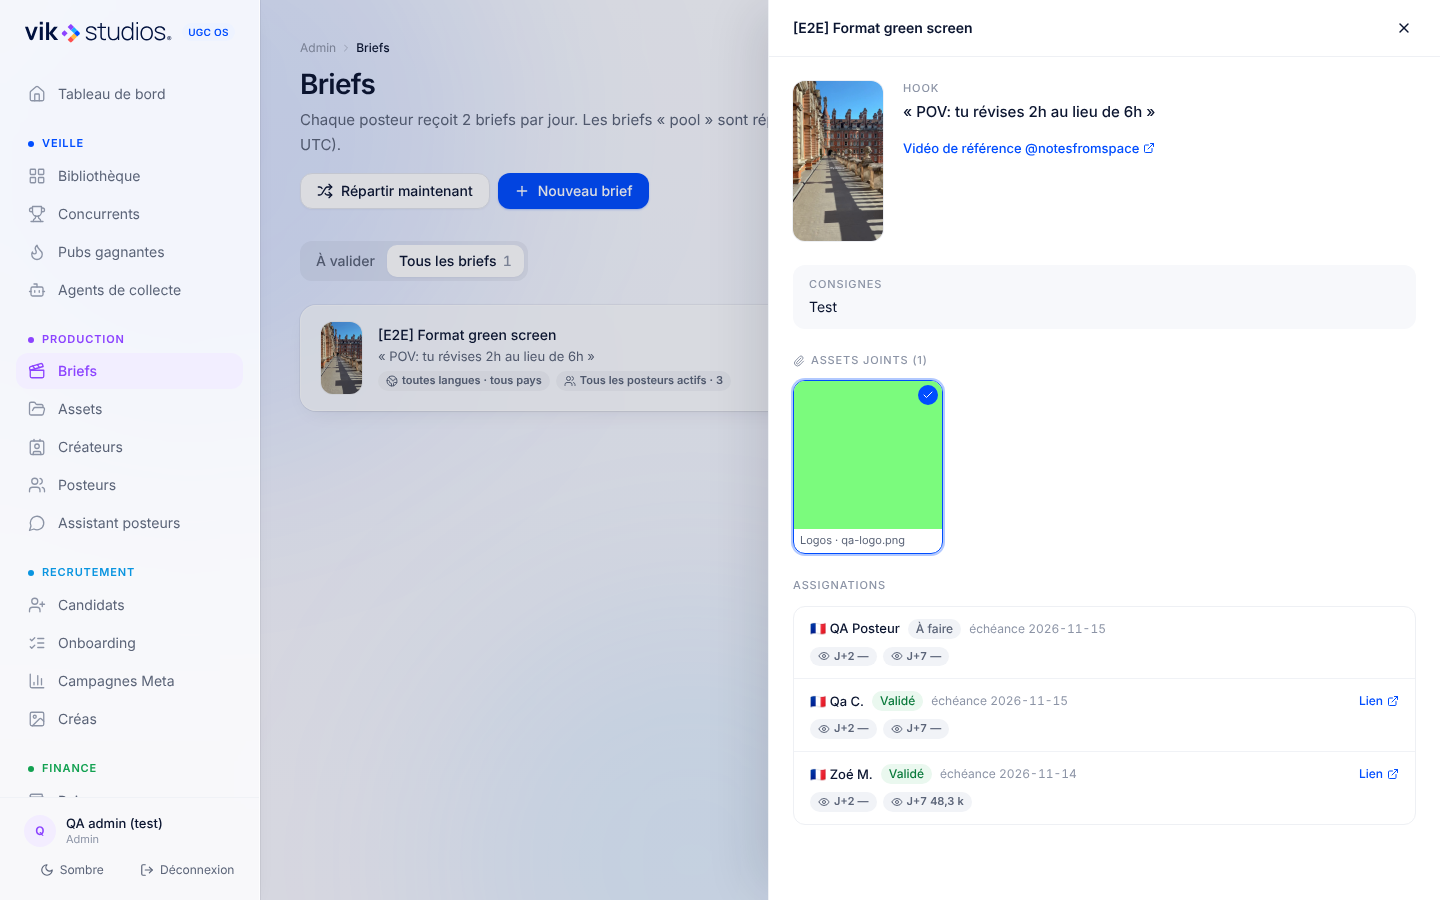 vik studios. UGC OS
Tableau de bord
VEILLE
Bibliothèque
Concurrents
Pubs gagnantes
Agents de collecte
PRODUCTION
Briefs
Assets
Créateurs
Posteurs
Assistant posteurs
RECRUTEMENT
Candidats
Onboarding
Campagnes Meta
Créas
FINANCE
Q
QA admin (test)
Admin
Sombre
Déconnexion
Admin > Briefs
Briefs
Chaque posteur reçoit 2 briefs par jour. Les briefs « pool » sont
UTC).
Répartir maintenant
+ Nouveau brief
À valider
Tous les briefs 1
[E2E] Format green screen
« POV: tu révises 2h au lieu de 6h »
toutes langues · tous pays
Tous les posteurs actifs · 3
[E2E] Format green screen
HOOK
« POV: tu révises 2h au lieu de 6h »
Vidéo de référence @notesfromspace
CONSIGNES
Test
ASSETS JOINTS (1)
Logos · qa-logo.png
ASSIGNATIONS
QA Posteur À faire échéance 2026-11-15
J+2 — J+7 —
Qa C. Validé échéance 2026-11-15 Lien
J+2 — J+7 —
Zoé M. Validé échéance 2026-11-14 Lien
J+2 — J+7 48,3 k